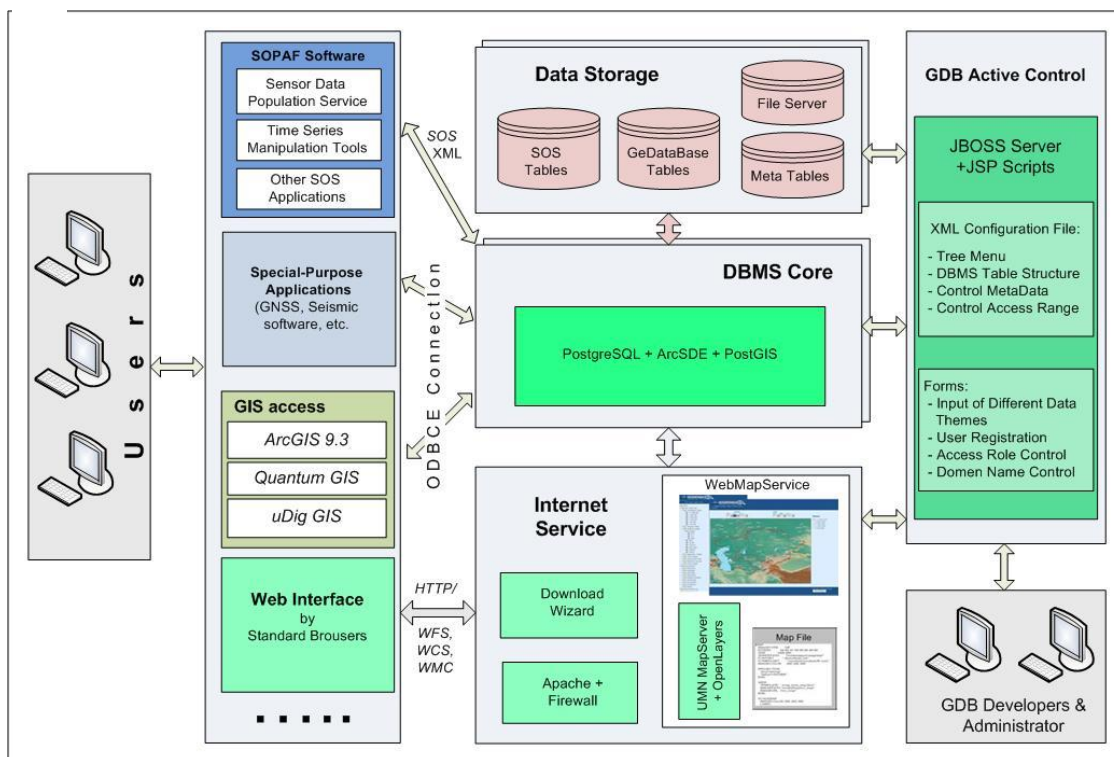 Users
SOPAF Software
Sensor Data
Population Service
Time Series
Manipulation Tools
Other SOS
Applications
Special-Purpose
Applications
(GNSS, Seismic
software, etc.
GIS access
ArcGIS 9.3
Quantum GIS
uDig GIS
Web Interface
by
Standard Brousers
SOS
XML
ODBCE Connection
HTTP/
WFS,
WCS,
WMC
Data Storage
SOS
Tables
GeDataBase
Tables
File Server
Meta Tables
DBMS Core
PostgreSQL + ArcSDE + PostGIS
Internet
Service
Download
Wizard
Apache +
Firewall
WebMapService
UMN MapServer
+ OpenLayers
Map File
GDB Active Control
JBOSS Server
+JSP Scripts
XML Configuration File:
- Tree Menu
- DBMS Table Structure
- Control MetaData
- Control Access Range
Forms:
- Input of Different Data
Themes
- User Registration
- Access Role Control
- Domen Name Control
GDB Developers &
Administrator